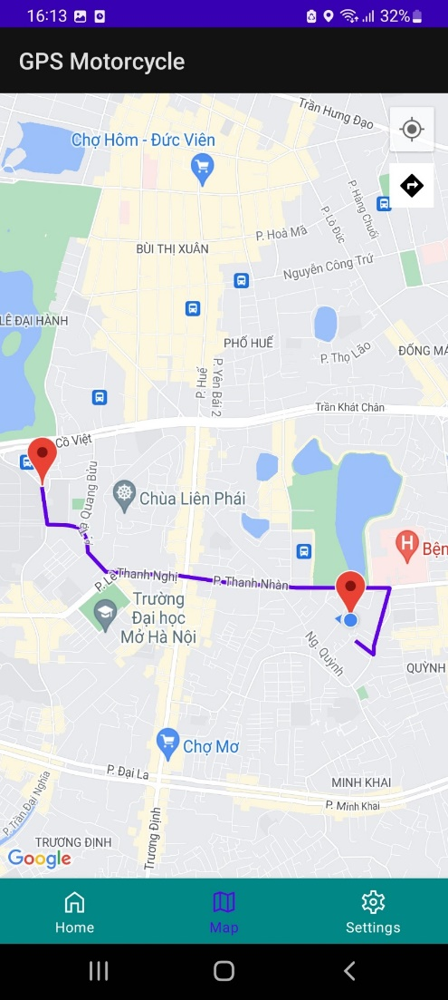 16:13
32%
GPS Motorcycle
Trần Hưng Đạo
Chợ Hôm - Đức Viên
P. Hàng Chuối
P. Lò Đúc
P. Hoà Mã
BÙI THỊ XUÂN
Nguyễn Công Trứ
LÊ ĐẠI HÀNH
PHỐ HUẾ
P. Thọ Lão
ĐỐNG MÁ
P. Huế
P. Yên Bái 2
Trần Khát Chân
Cồ Việt
Tạ Quang Bửu
Chùa Liên Phái
H
Bện
P. Lê Thanh Nghị
P. Thanh Nhàn
Trường
Đại học
Mở Hà Nội
Ng. Quỳnh
QUỲNH
Chợ Mơ
P. Đại La
MINH KHAI
P. Minh Khai
P. Trần Đại Nghĩa
Trương Định
TRƯƠNG ĐỊNH
Google
Home
Map
Settings